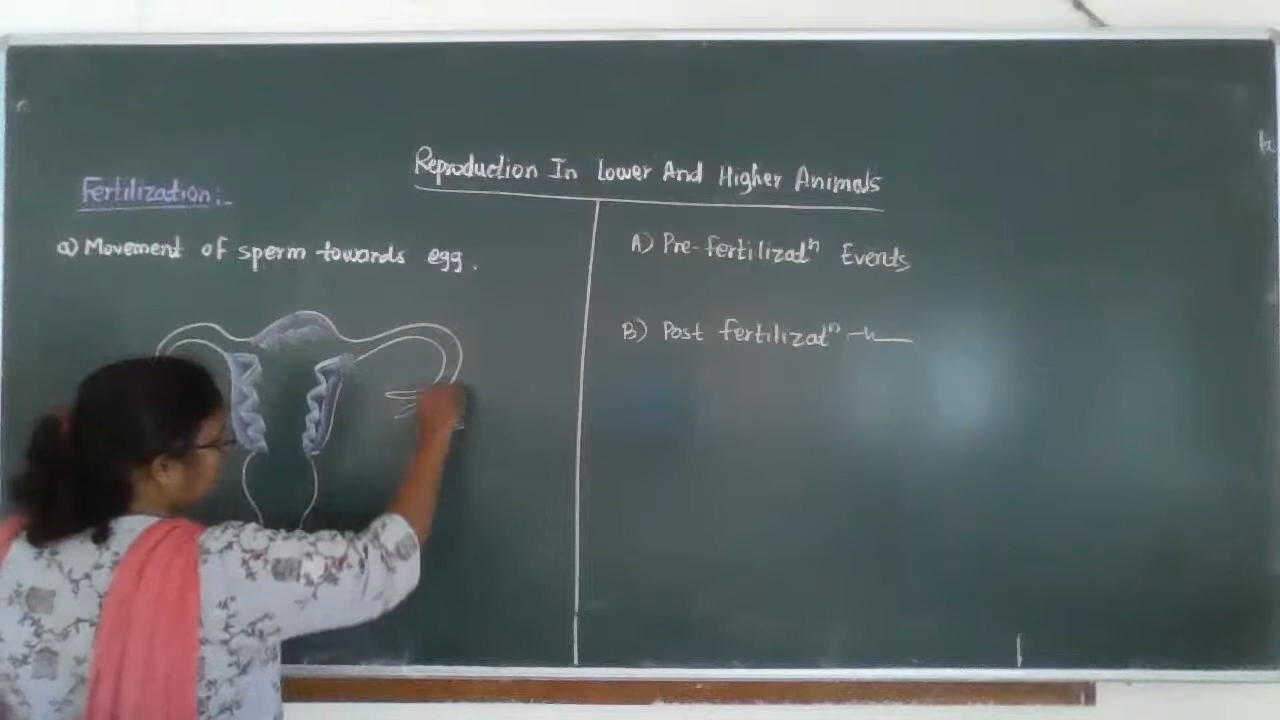 Reproduction In Lower And Higher Animals
Fertilization:-
a) Movement of sperm towards egg.
A) Pre-fertilizatⁿ Events
B) Post fertilizatⁿ —〃—